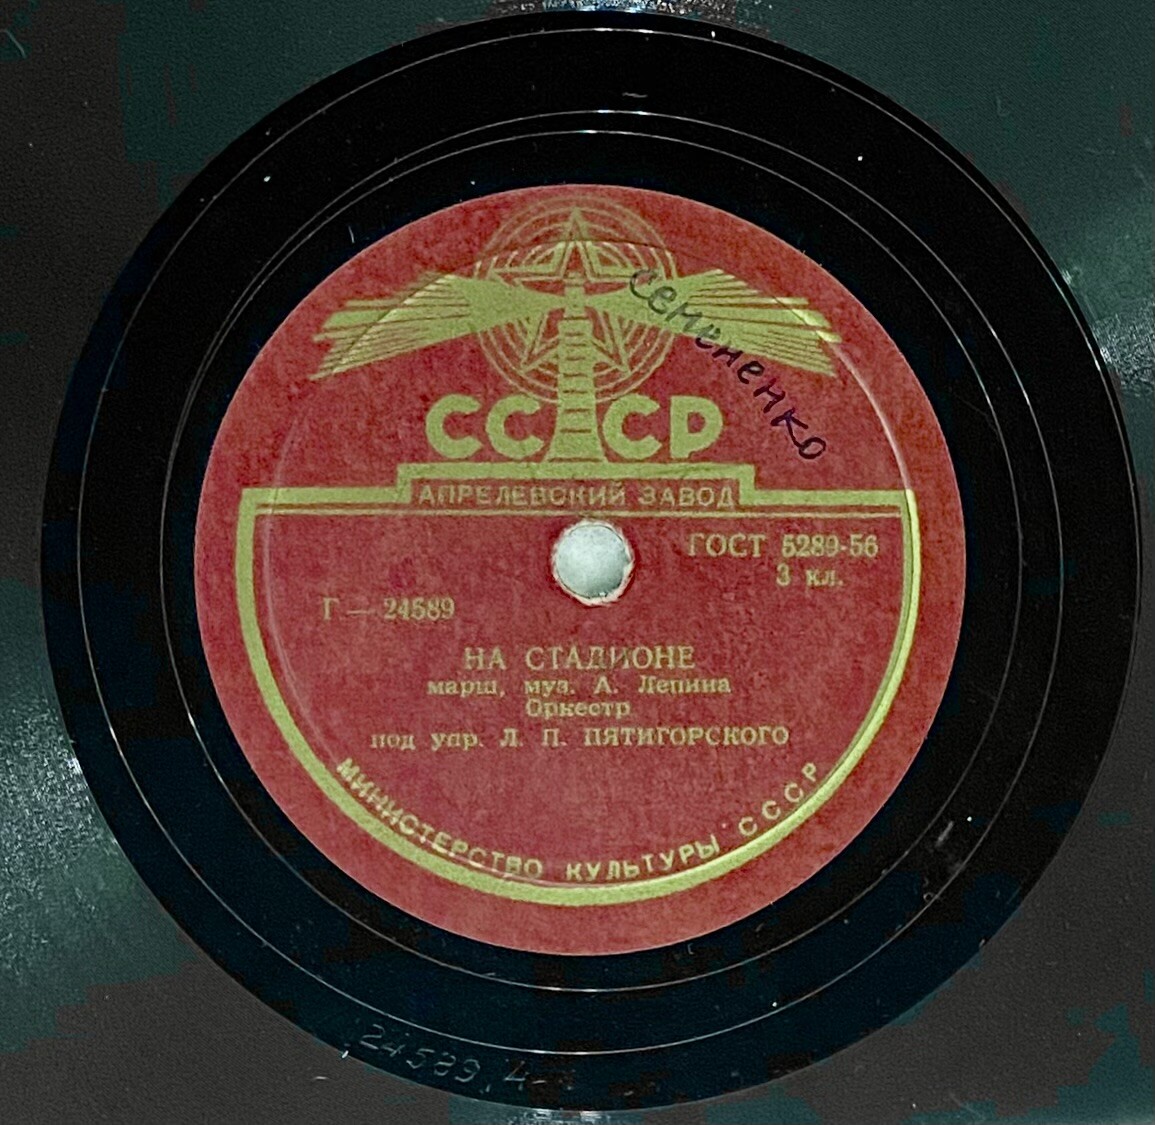 Семененко
СССР
АПРЕЛЕВСКИЙ ЗАВОД
ГОСТ 5289-56
3 кл.
Г — 24589
НА СТАДИОНЕ
марш, муз. А. Лепина
Оркестр
под упр. Л. П. ПЯТИГОРСКОГО
МИНИСТЕРСТВО КУЛЬТУРЫ СССР
24589